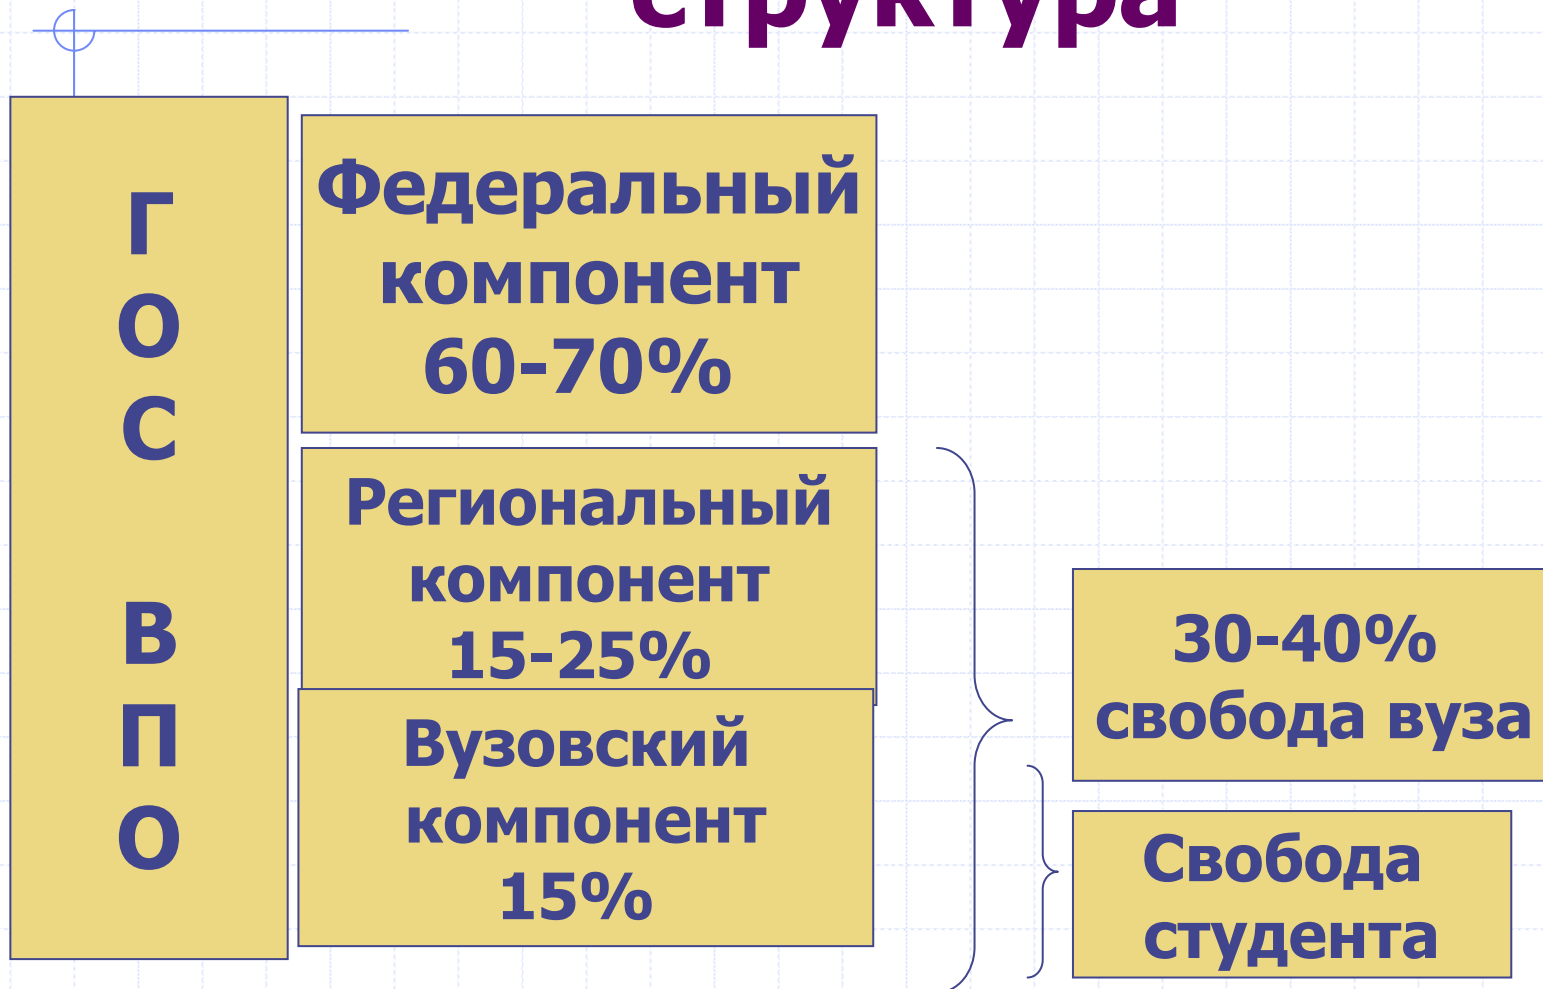 структура
Г
О
С
В
П
О
Федеральный
компонент
60-70%
Региональный
компонент
15-25%
Вузовский
компонент
15%
30-40%
свобода вуза
Свобода
студента